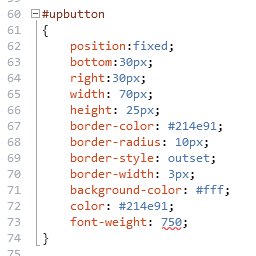 60 #upbutton
61 {
62 position:fixed;
63 bottom:30px;
64 right:30px;
65 width: 70px;
66 height: 25px;
67 border-color: #214e91;
68 border-radius: 10px;
69 border-style: outset;
70 border-width: 3px;
71 background-color: #fff;
72 color: #214e91;
73 font-weight: 750;
74 }
75